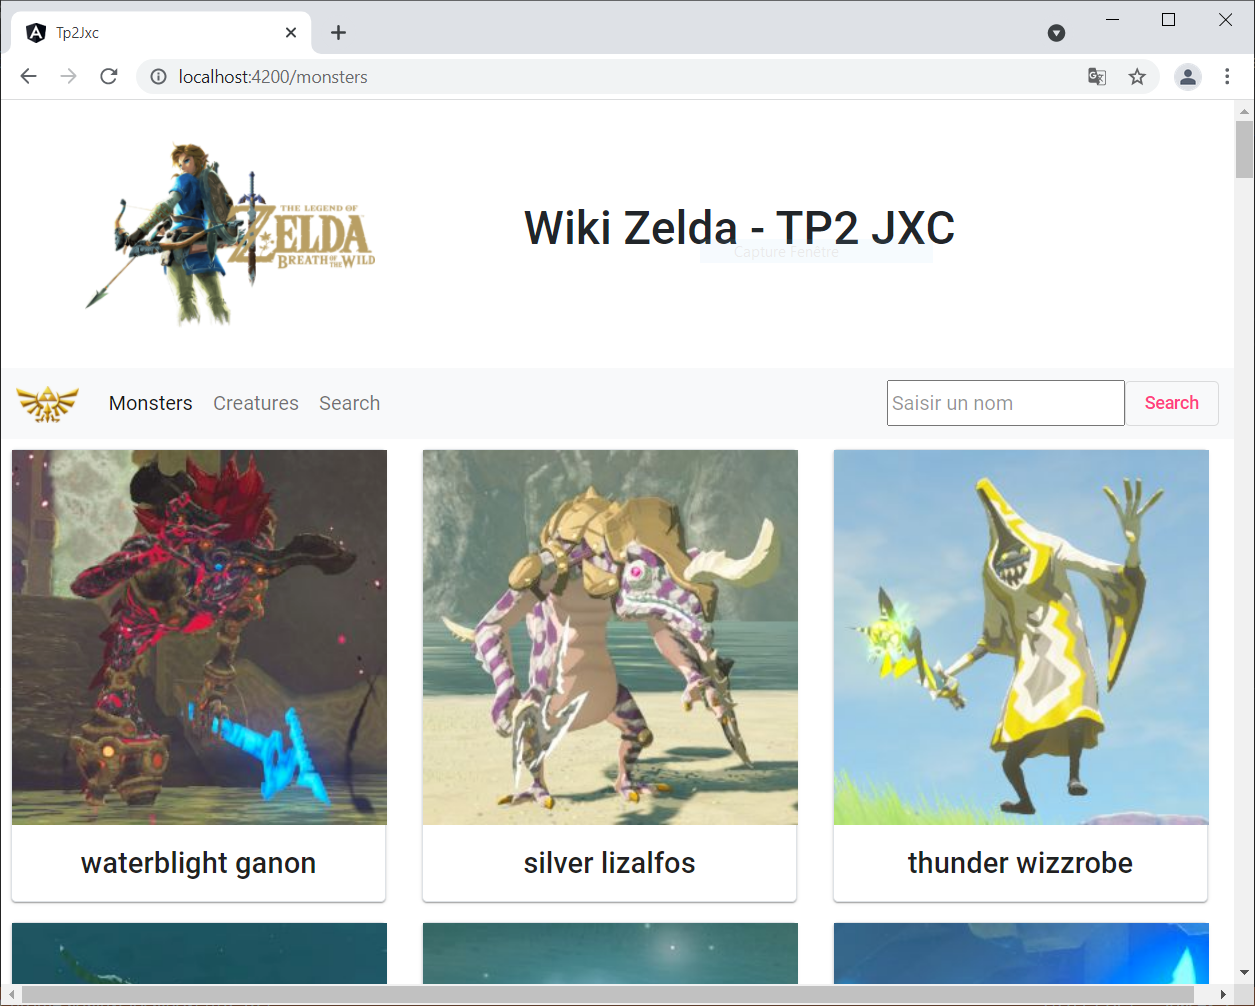 Tp2Jxc
localhost:4200/monsters
THE LEGEND OF
ZELDA
BREATH OF THE WILD
Wiki Zelda - TP2 JXC
Capture Fenêtre
Monsters Creatures Search Saisir un nom Search
waterblight ganon silver lizalfos thunder wizzrobe